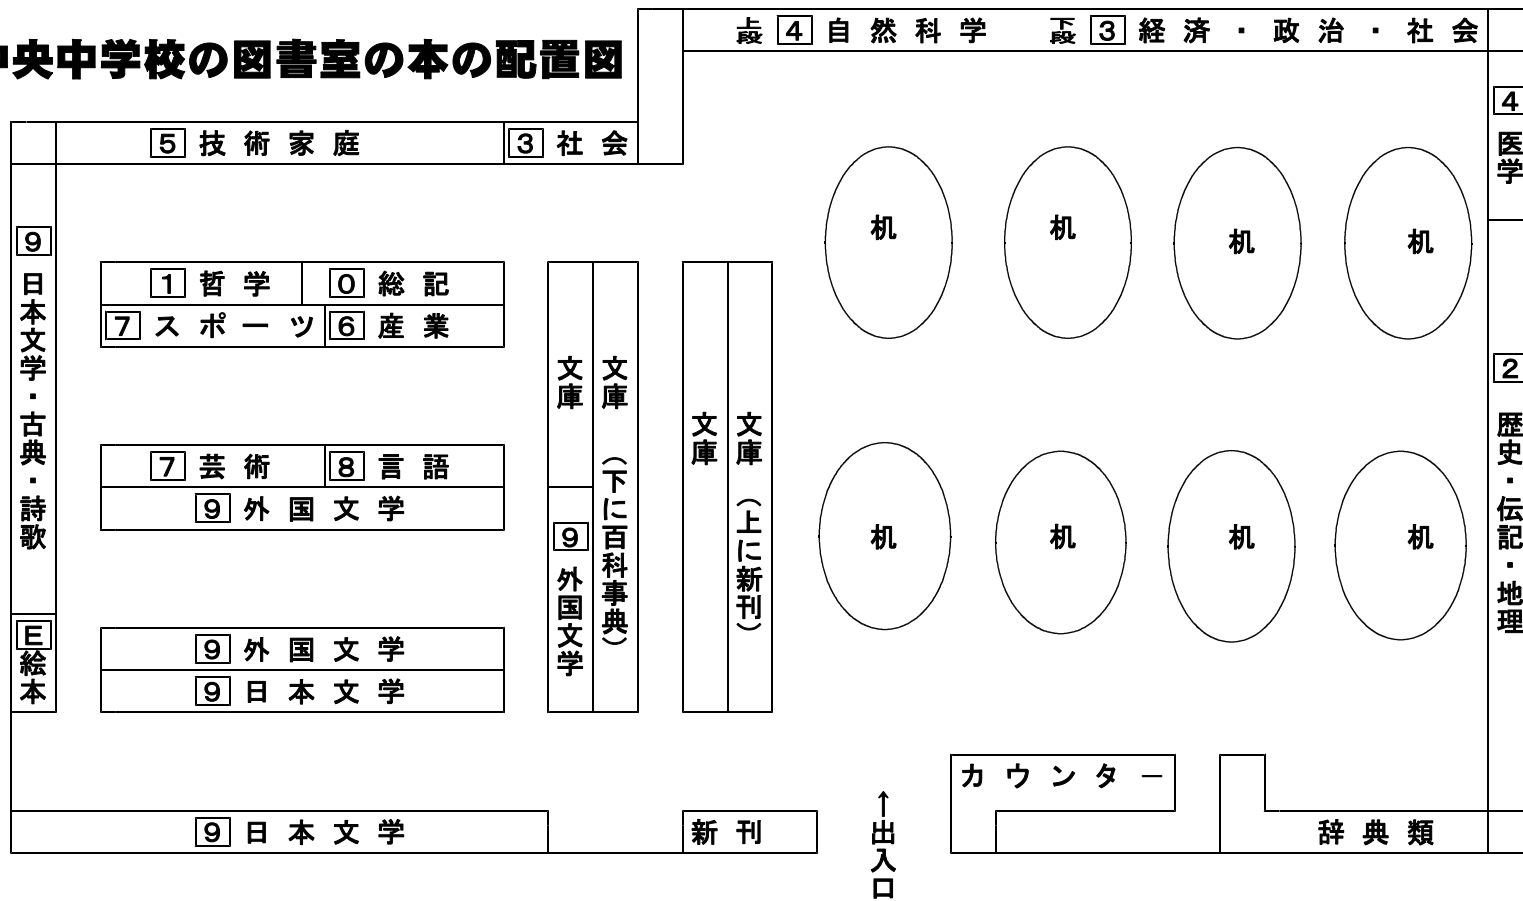 央中学校の図書室の本の配置図
上段 4 自然科学 下段 3 経済・政治・社会
5 技術家庭
3 社会
4 医学
9 日本文学・古典・詩歌
1 哲学
0 総記
7 スポーツ
6 産業
文庫
文庫 (下に百科事典)
文庫
文庫 (上に新刊)
机
机
机
机
2 歴史・伝記・地理
7 芸術
8 言語
9 外国文学
9 外国文学
机
机
机
机
E 絵本
9 外国文学
9 日本文学
カウンター
9 日本文学
新刊
↑出入口
辞典類